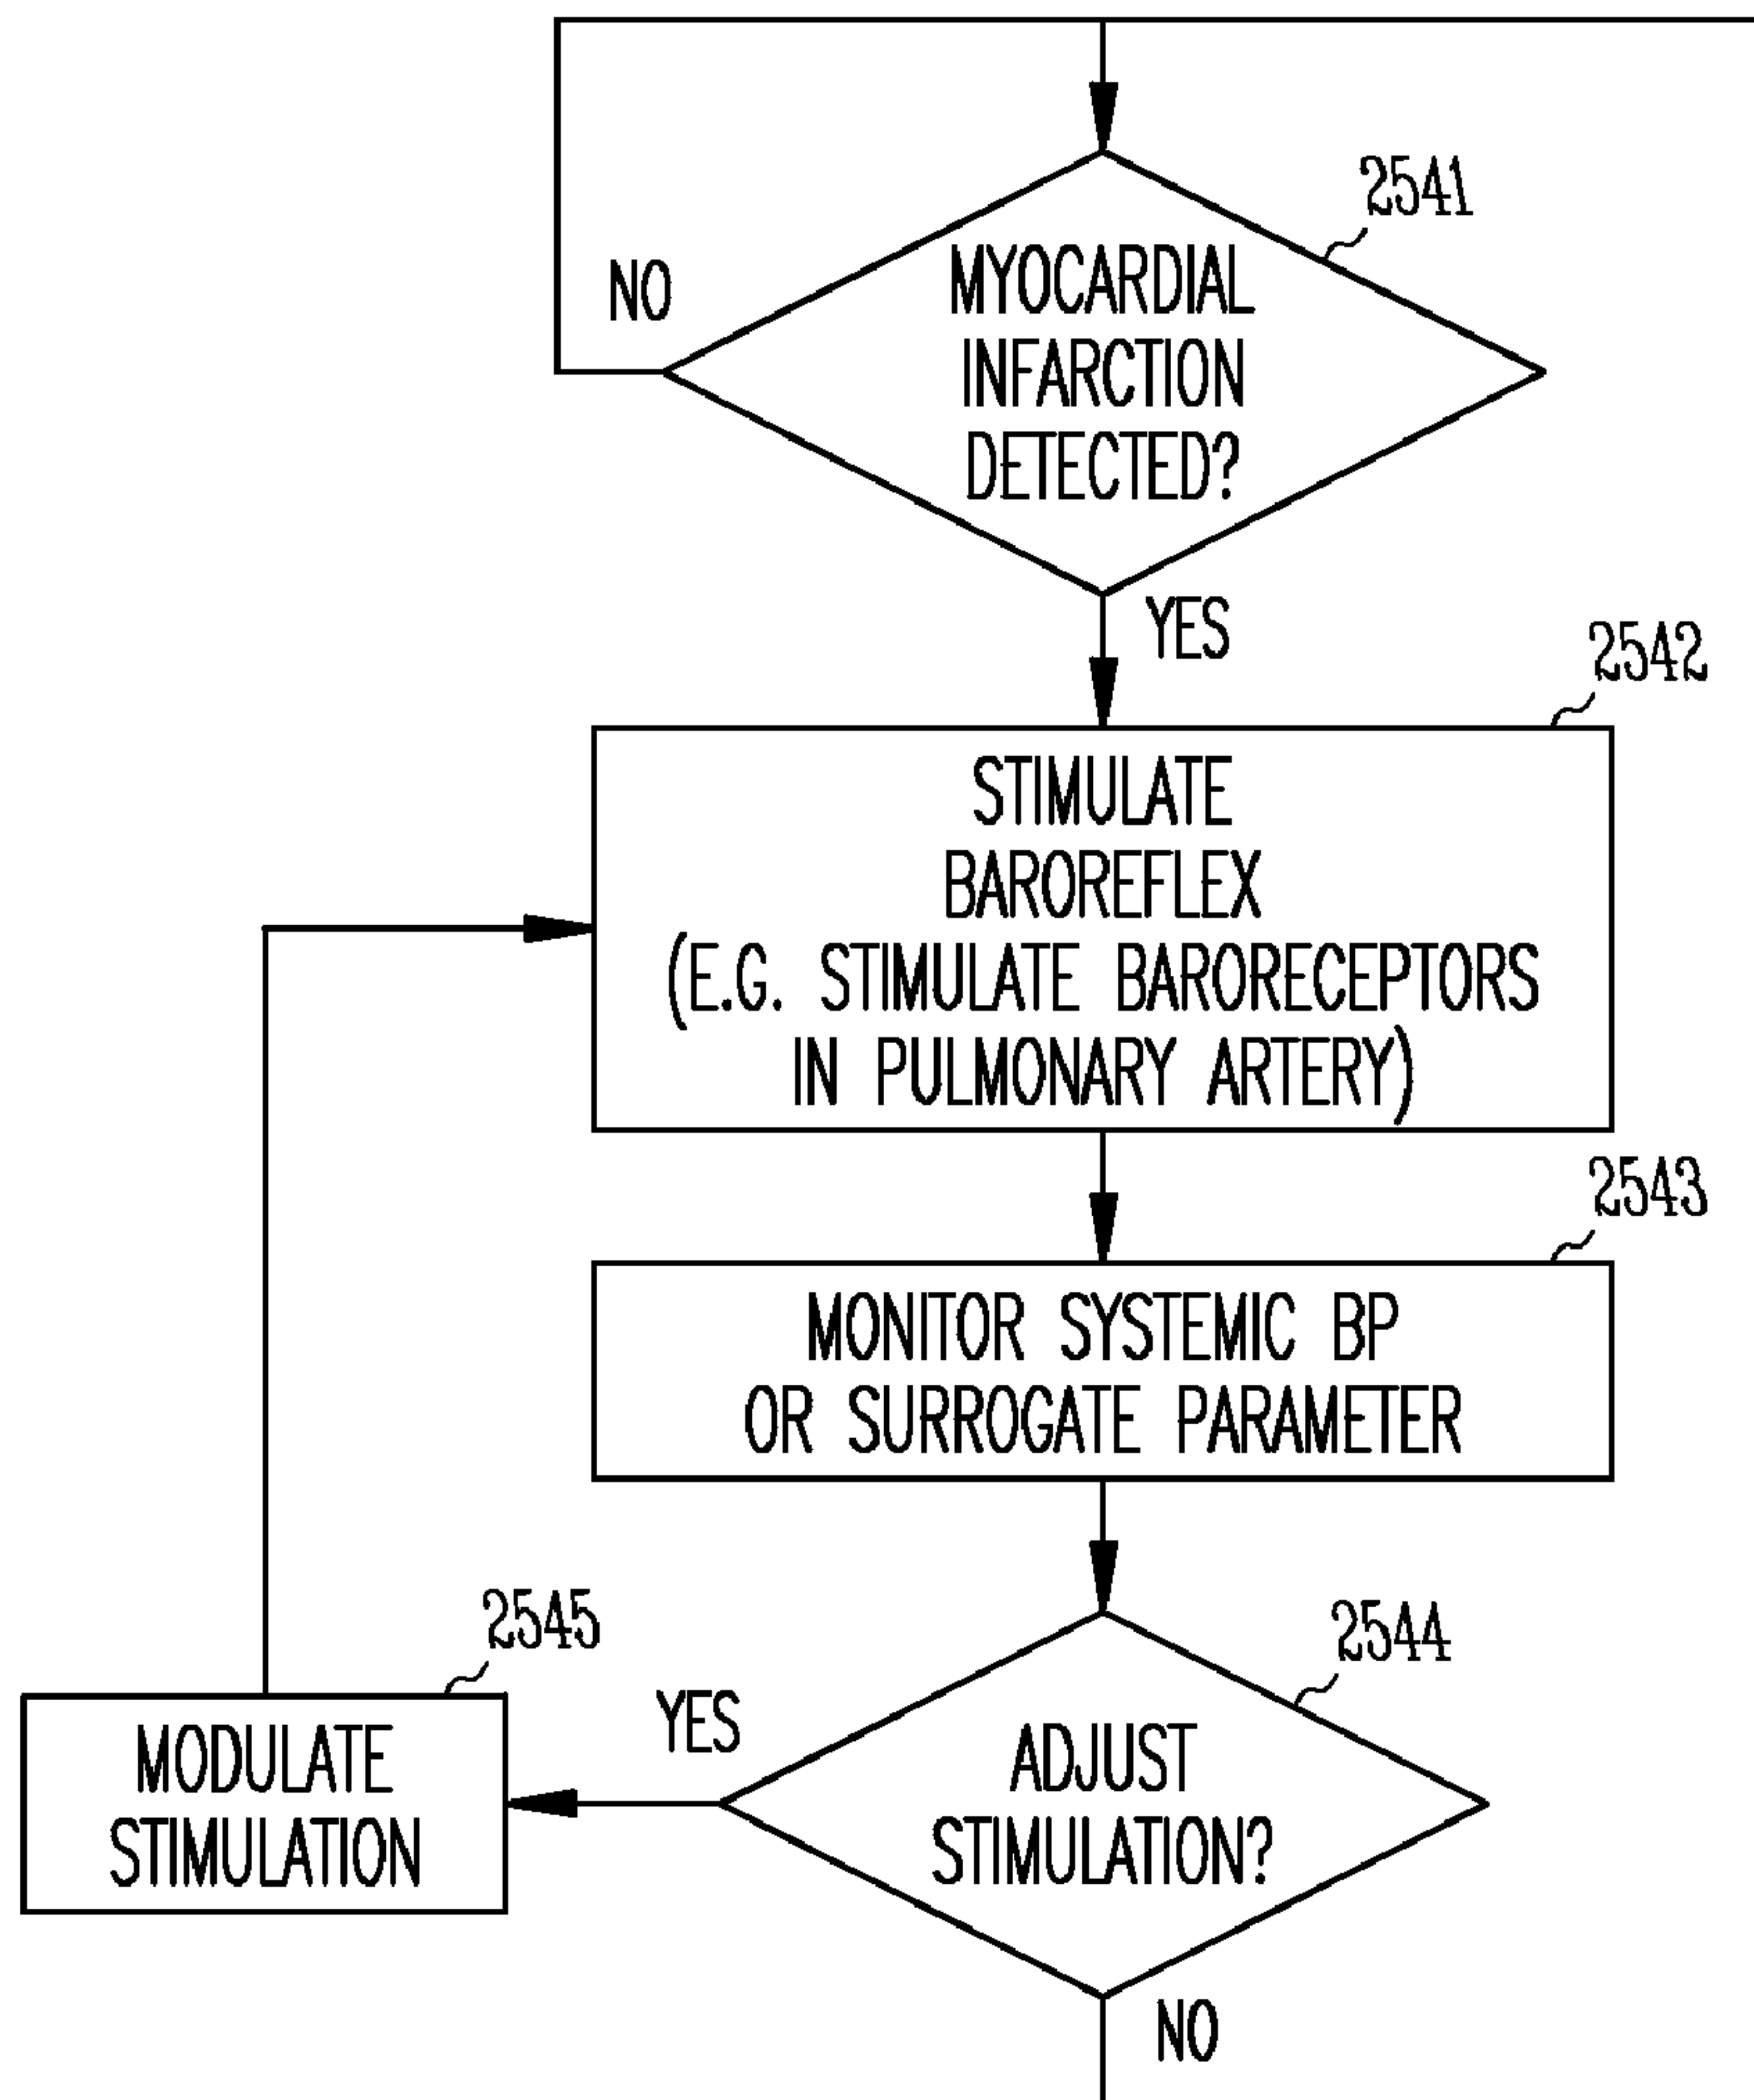 2541
NO
MYOCARDIAL
INFARCTION
DETECTED?
YES
2542
STIMULATE
BAROREFLEX
(E.G. STIMULATE BARORECEPTORS
IN PULMONARY ARTERY)
2543
MONITOR SYSTEMIC BP
OR SURROGATE PARAMETER
2545
2544
YES
MODULATE
STIMULATION
ADJUST
STIMULATION?
NO